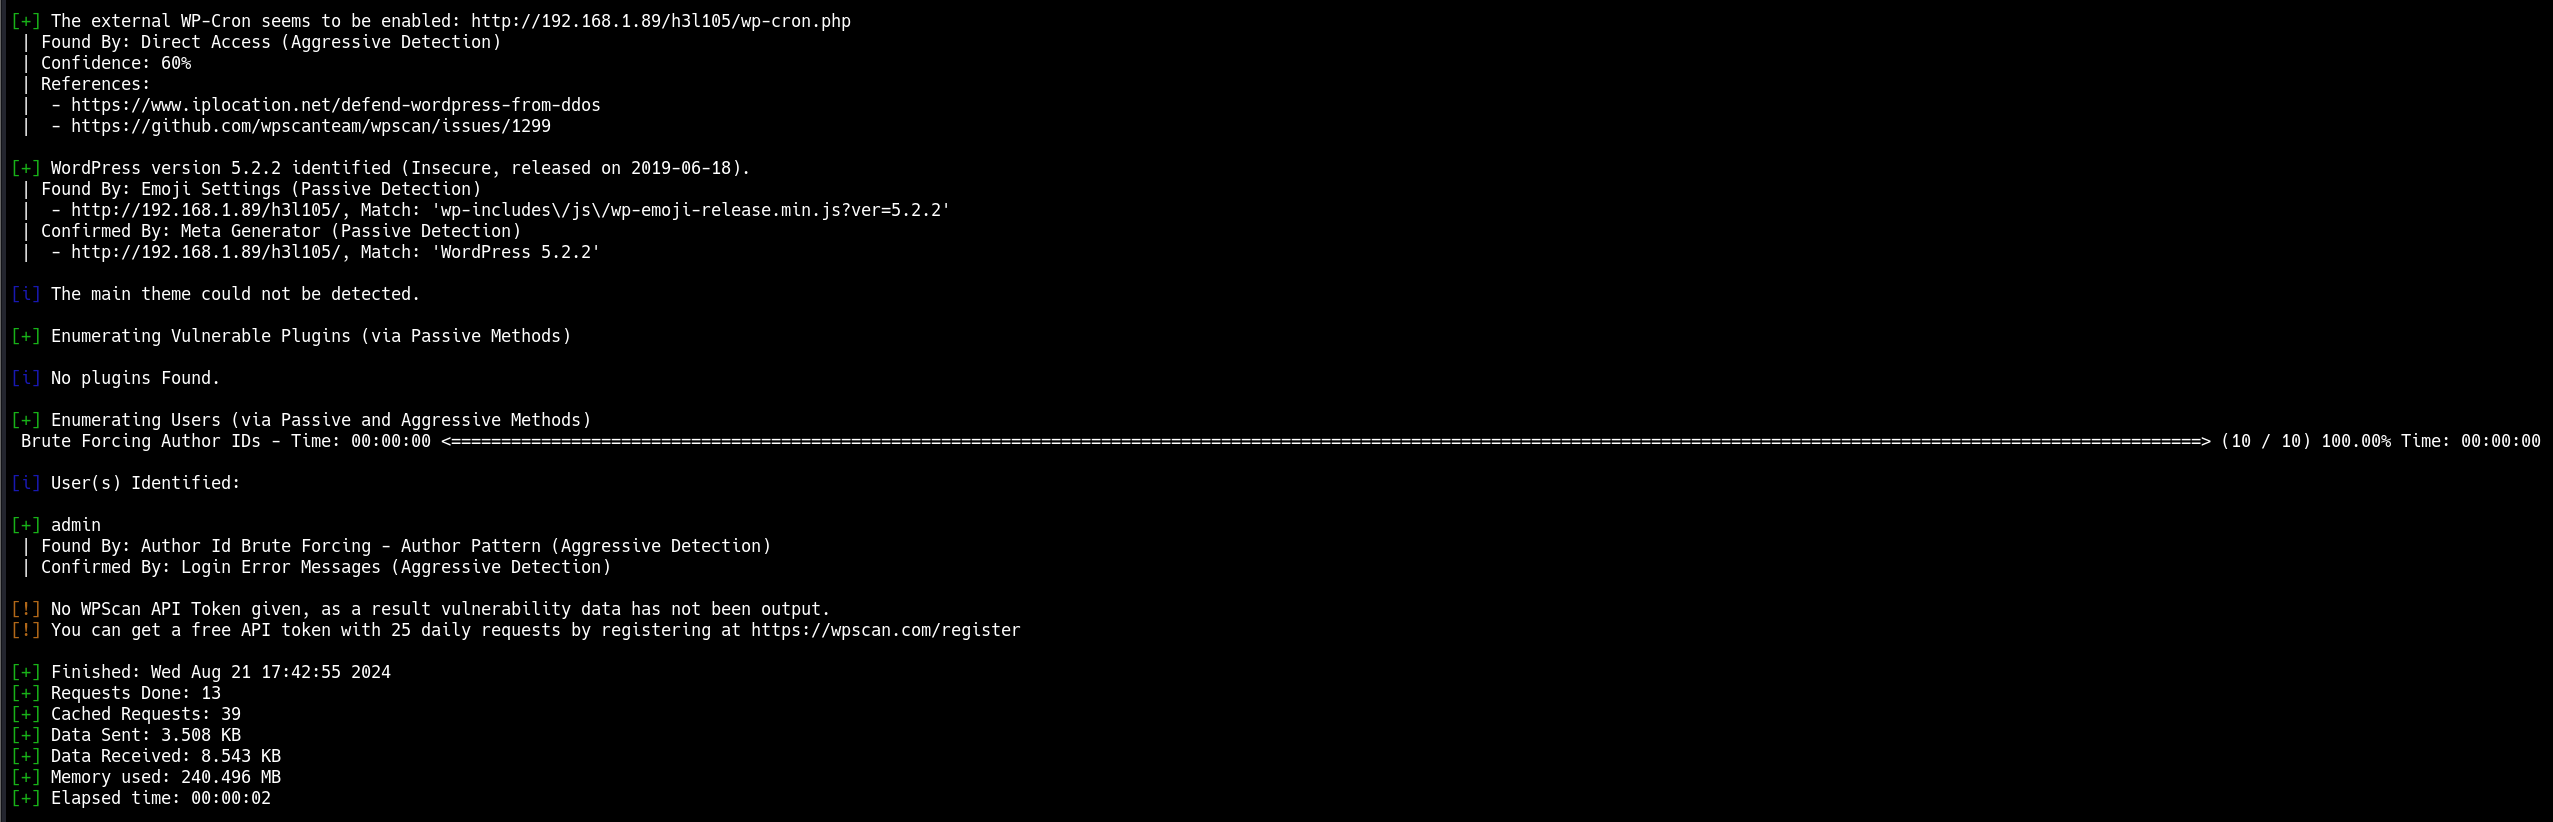 [+] The external WP-Cron seems to be enabled: http://192.168.1.89/h3l105/wp-cron.php
 | Found By: Direct Access (Aggressive Detection)
 | Confidence: 60%
 | References:
 |  - https://www.iplocation.net/defend-wordpress-from-ddos
 |  - https://github.com/wpscanteam/wpscan/issues/1299

[+] WordPress version 5.2.2 identified (Insecure, released on 2019-06-18).
 | Found By: Emoji Settings (Passive Detection)
 |  - http://192.168.1.89/h3l105/, Match: 'wp-includes\/js\/wp-emoji-release.min.js?ver=5.2.2'
 | Confirmed By: Meta Generator (Passive Detection)
 |  - http://192.168.1.89/h3l105/, Match: 'WordPress 5.2.2'

[i] The main theme could not be detected.

[+] Enumerating Vulnerable Plugins (via Passive Methods)

[i] No plugins Found.

[+] Enumerating Users (via Passive and Aggressive Methods)
 Brute Forcing Author IDs - Time: 00:00:00 <===============================================================================================================================================================================> (10 / 10) 100.00% Time: 00:00:00

[i] User(s) Identified:

[+] admin
 | Found By: Author Id Brute Forcing - Author Pattern (Aggressive Detection)
 | Confirmed By: Login Error Messages (Aggressive Detection)

[!] No WPScan API Token given, as a result vulnerability data has not been output.
[!] You can get a free API token with 25 daily requests by registering at https://wpscan.com/register

[+] Finished: Wed Aug 21 17:42:55 2024
[+] Requests Done: 13
[+] Cached Requests: 39
[+] Data Sent: 3.508 KB
[+] Data Received: 8.543 KB
[+] Memory used: 240.496 MB
[+] Elapsed time: 00:00:02